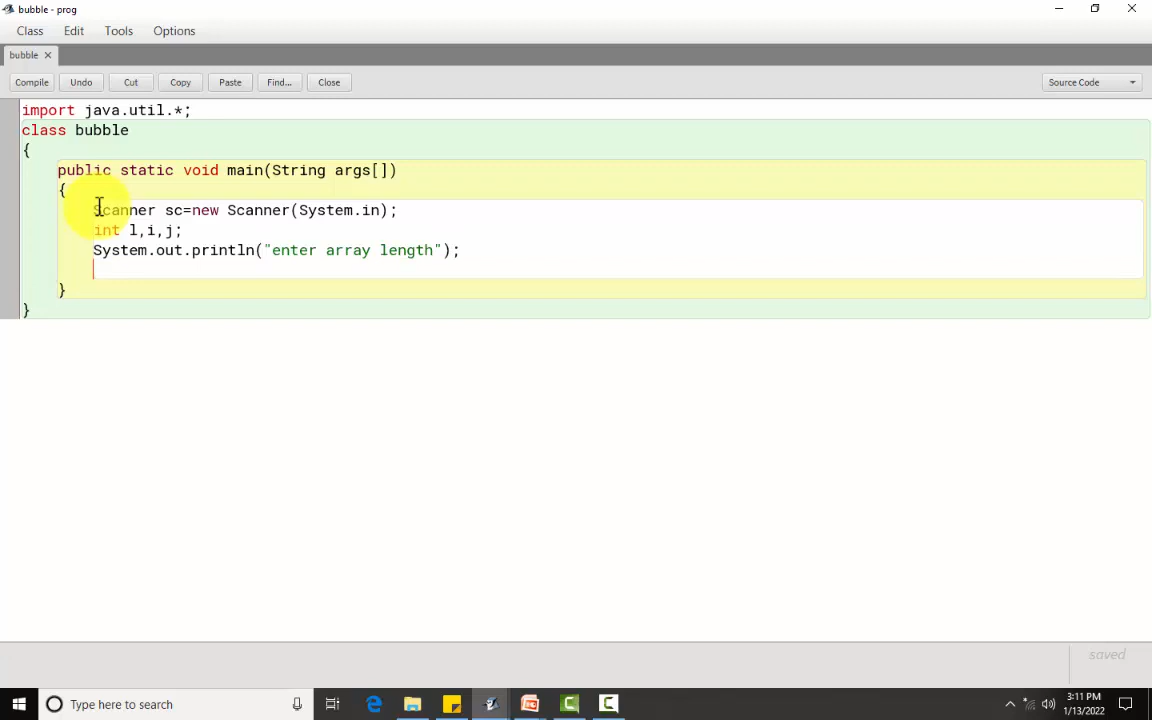 bubble - prog
Class Edit Tools Options
bubble
Compile Undo Cut Copy Paste Find... Close Source Code
import java.util.*;
class bubble
{
public static void main(String args[])
{
Scanner sc=new Scanner(System.in);
int l,i,j;
System.out.println("enter array length");
}
}
saved
Type here to search
3:11 PM
1/13/2022